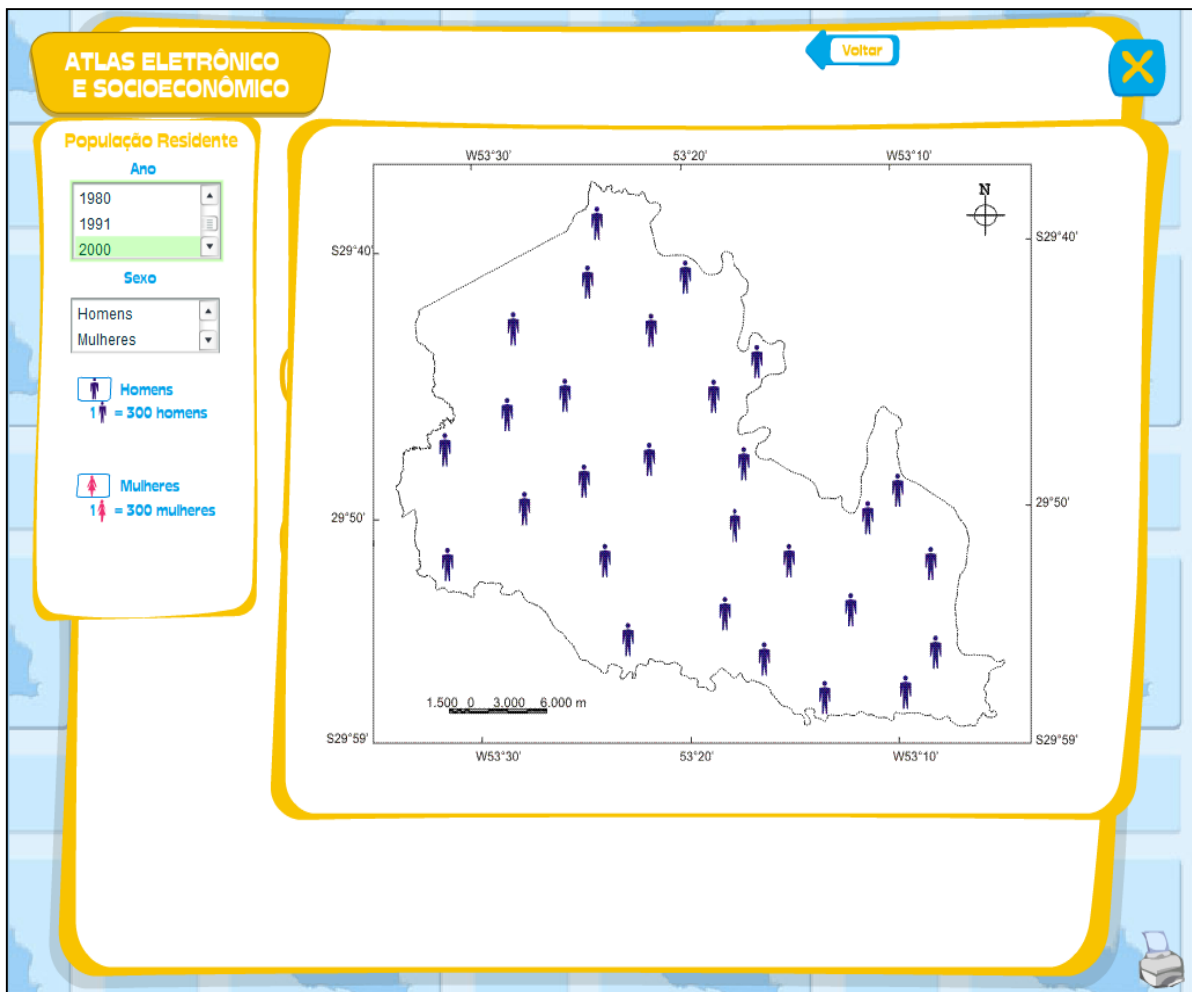 ATLAS ELETRÔNICO
E SOCIOECONÔMICO
Voltar
População Residente
Ano
1980
1991
2000
Sexo
Homens
Mulheres
Homens
1 = 300 homens
Mulheres
1 = 300 mulheres
W53°30' 53°20' W53°10'
N
S29°40' S29°40'
29°50' S29°50'
1.500 0 3.000 6.000 m
S29°59' S29°59'
W53°30' 53°20' W53°10'